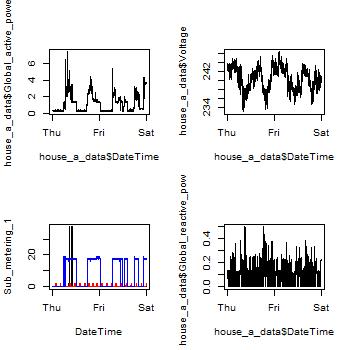 house_a_data$Global_active_powe
6
4
2
0
Thu
Fri
Sat
house_a_data$DateTime
house_a_data$Voltage
242
234
Thu
Fri
Sat
house_a_data$DateTime
Sub_metering_1
20
0
Thu
Fri
Sat
DateTime
house_a_data$Global_reactive_pow
0.4
0.2
0.0
Thu
Fri
Sat
house_a_data$DateTime